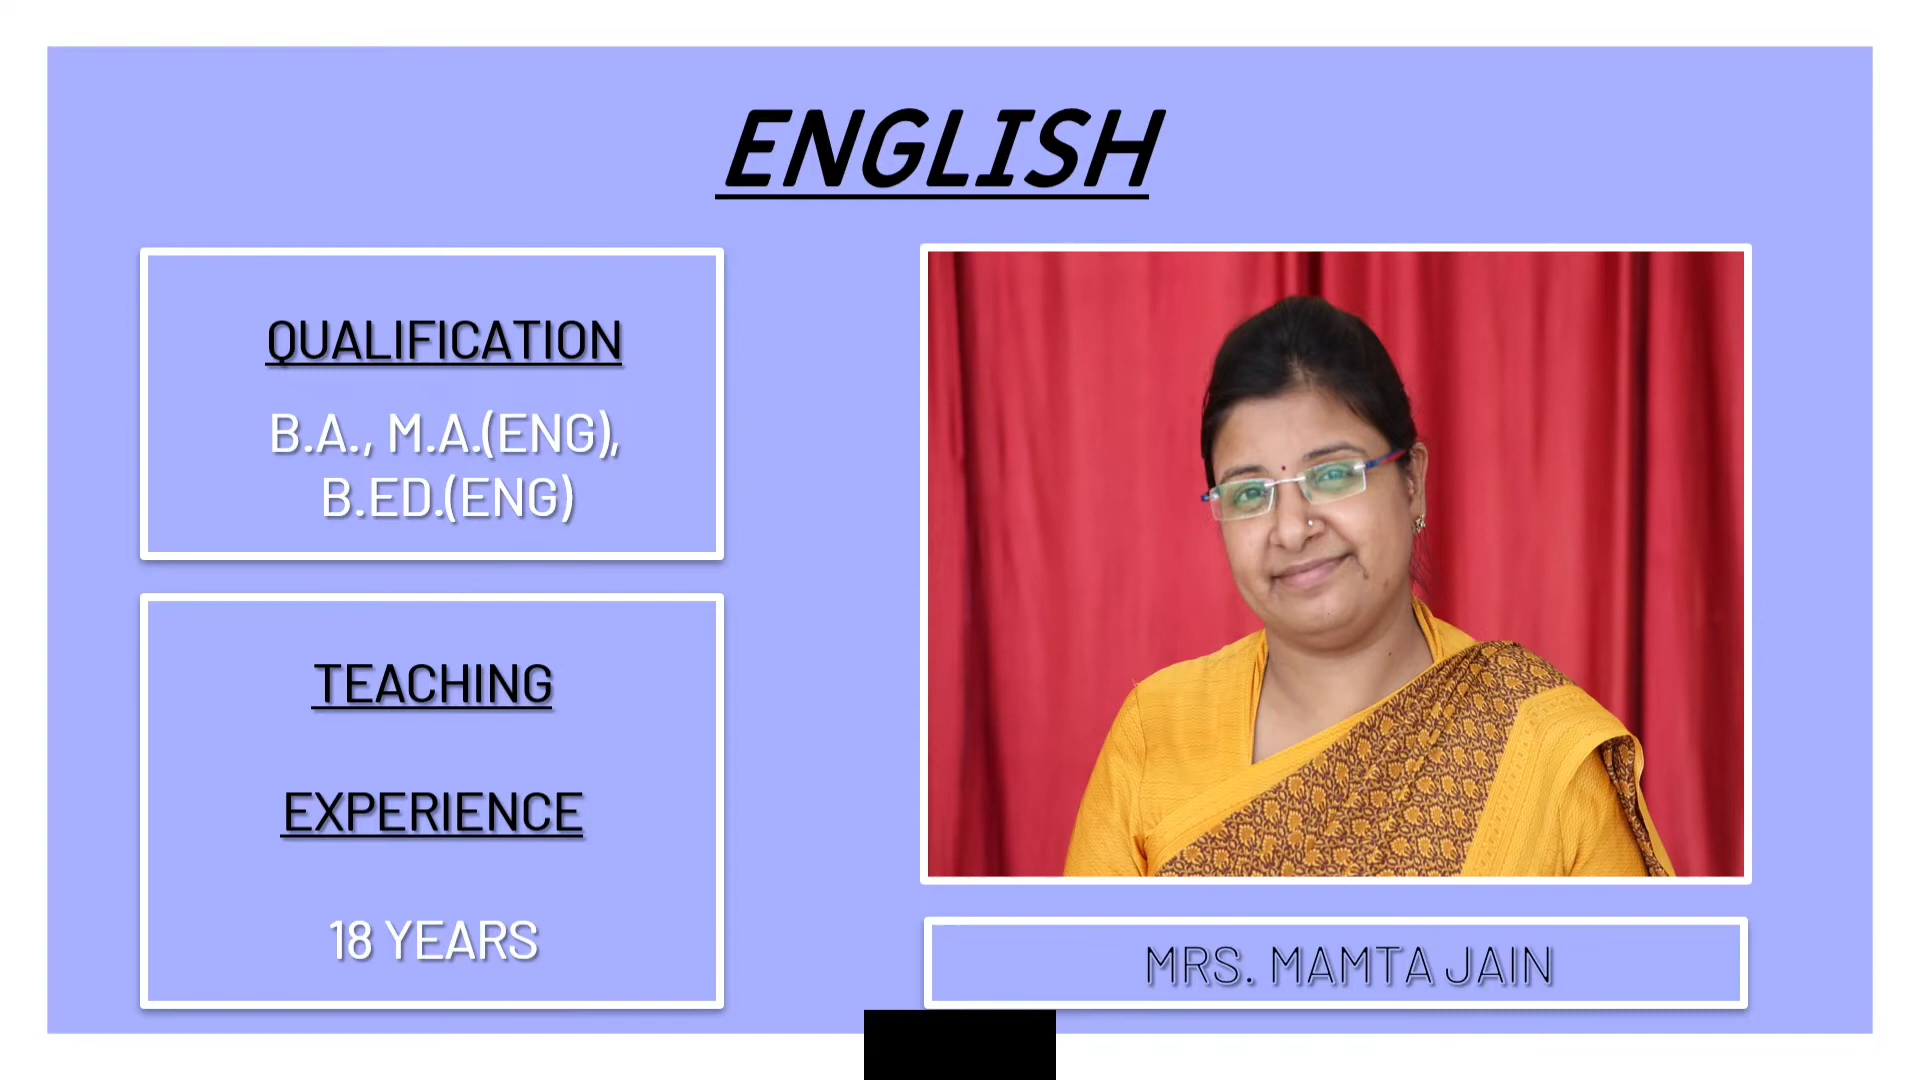 ENGLISH
QUALIFICATION
B.A., M.A.(ENG),
B.ED.(ENG)
TEACHING
EXPERIENCE
18 YEARS
MRS. MAMTA JAIN